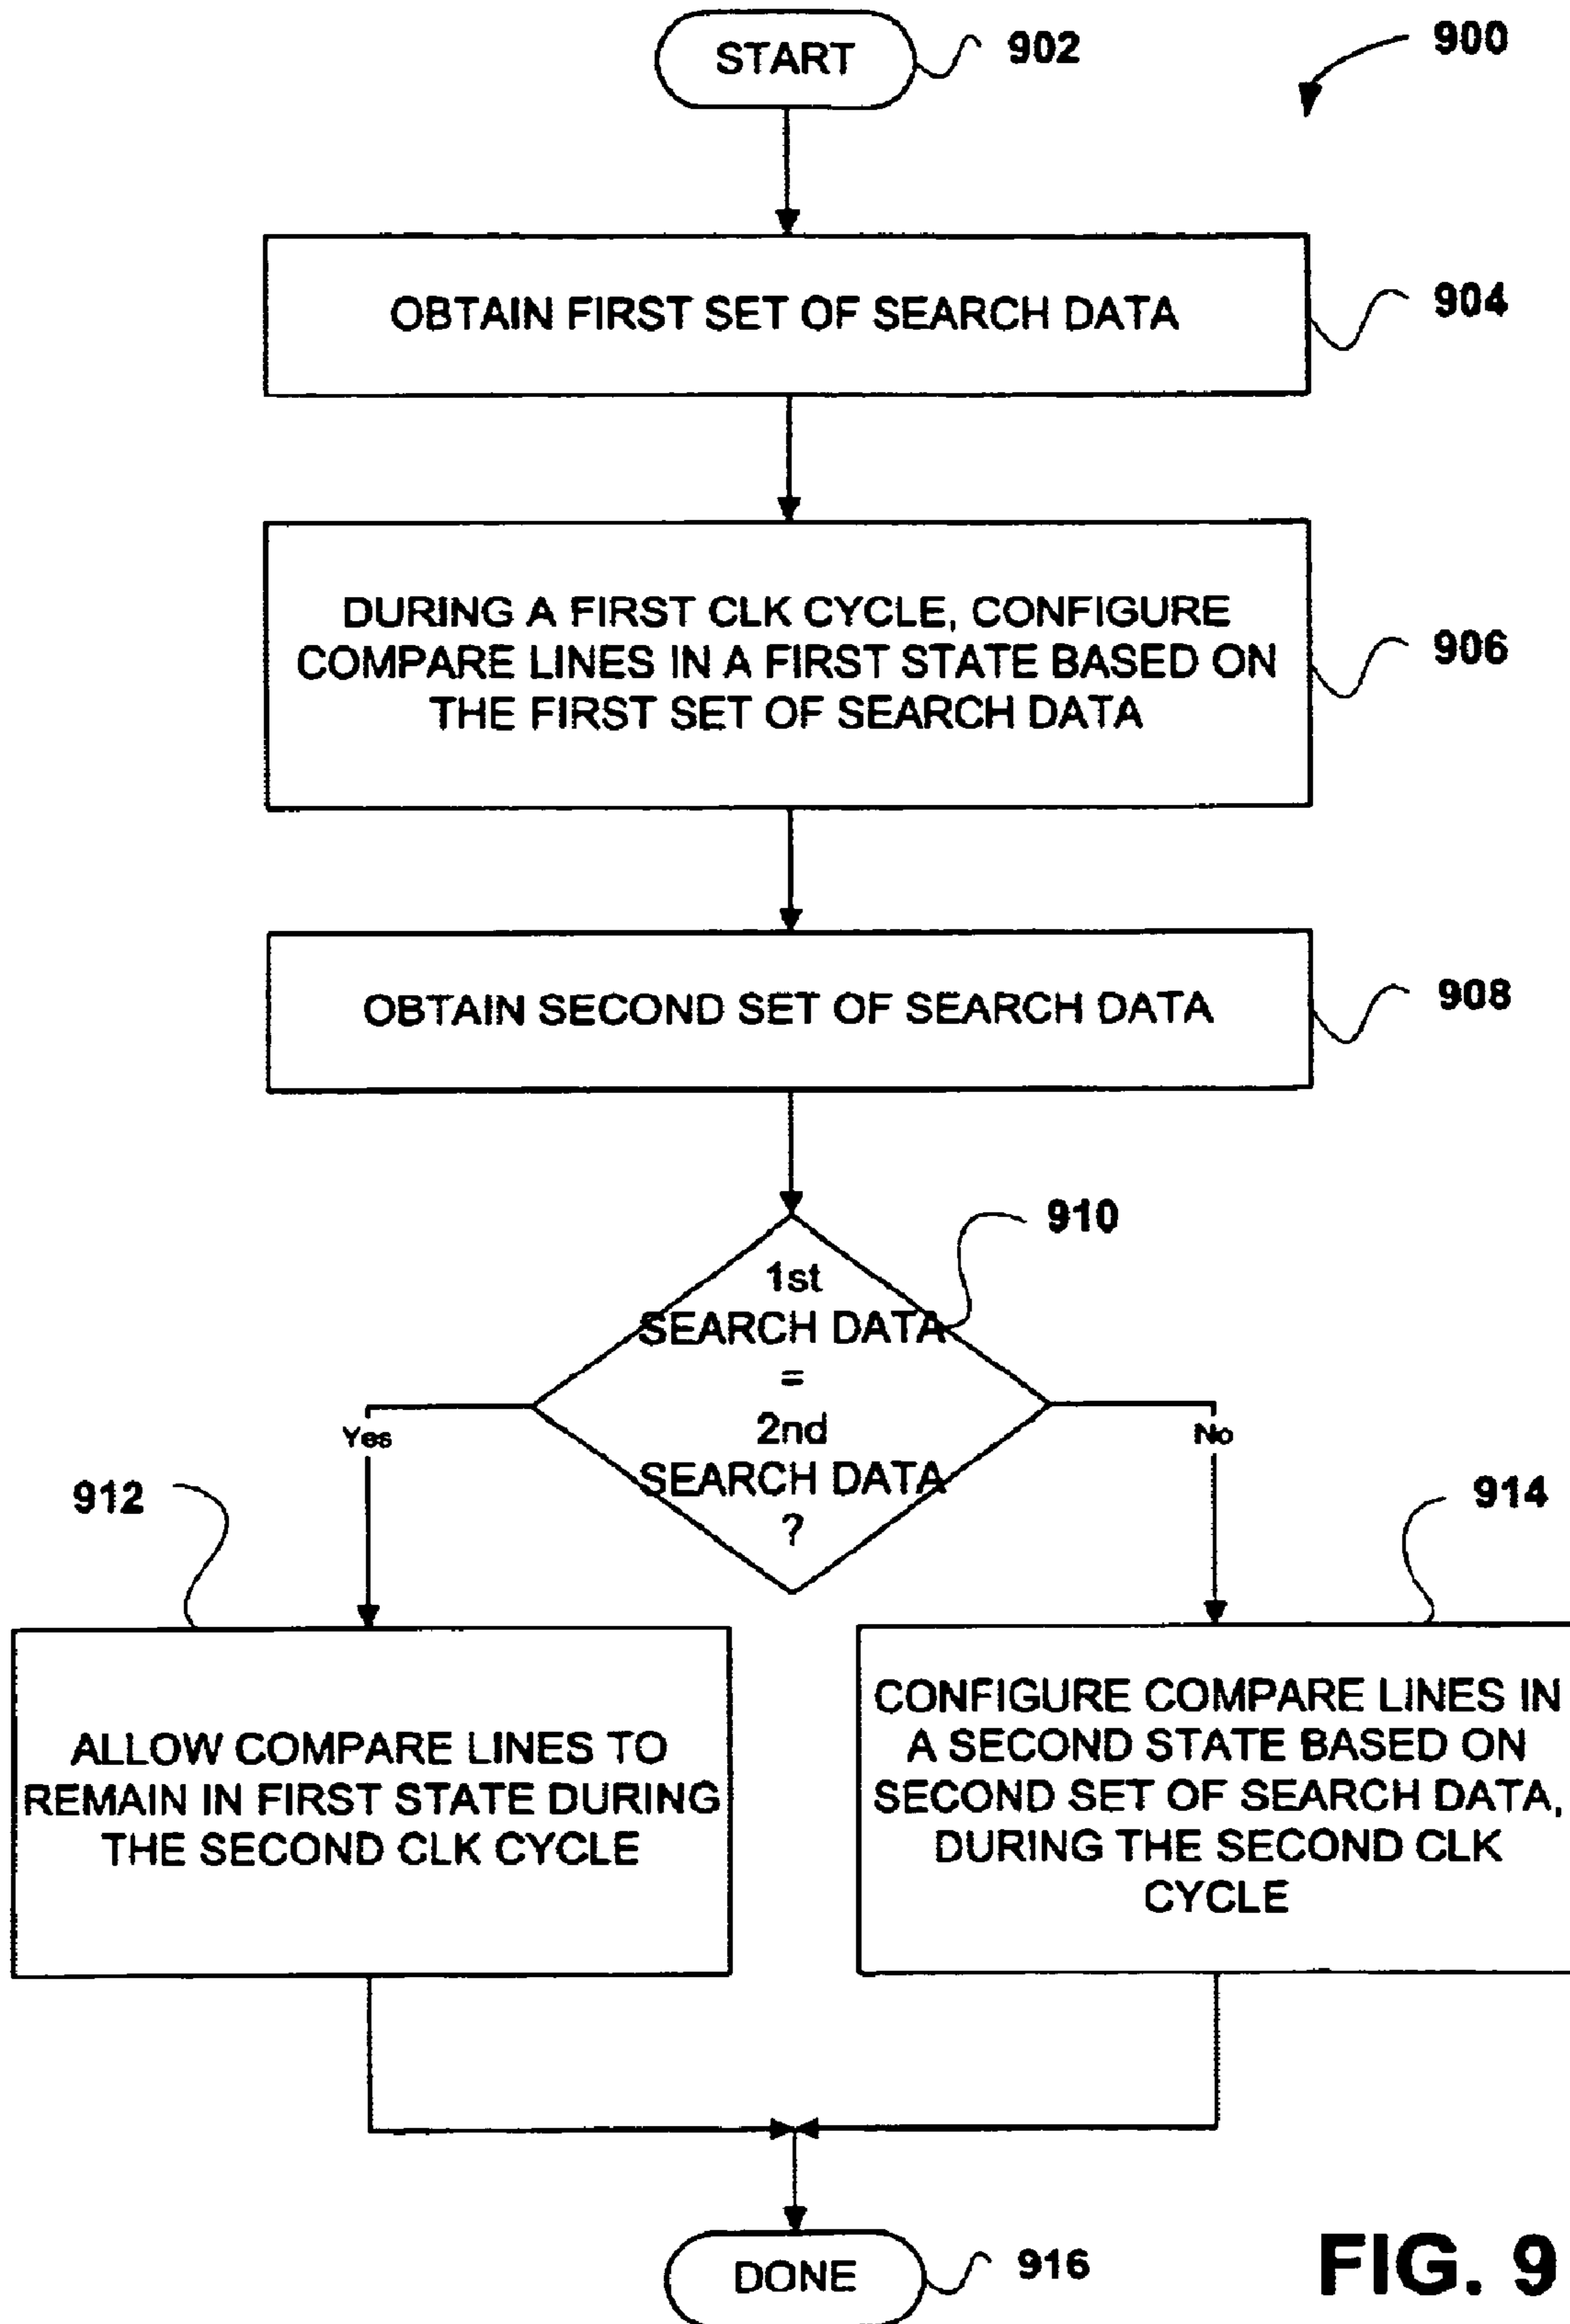 START
902
900
OBTAIN FIRST SET OF SEARCH DATA
904
DURING A FIRST CLK CYCLE, CONFIGURE
COMPARE LINES IN A FIRST STATE BASED ON
THE FIRST SET OF SEARCH DATA
906
OBTAIN SECOND SET OF SEARCH DATA
908
910
1st
SEARCH DATA
=
2nd
SEARCH DATA
?
Yes
No
912
914
ALLOW COMPARE LINES TO
REMAIN IN FIRST STATE DURING
THE SECOND CLK CYCLE
CONFIGURE COMPARE LINES IN
A SECOND STATE BASED ON
SECOND SET OF SEARCH DATA,
DURING THE SECOND CLK
CYCLE
DONE
916
FIG. 9